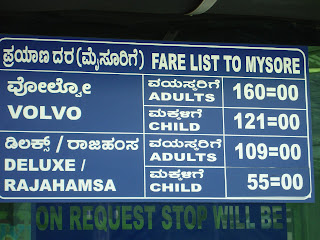 ಪ್ರಯಾಣ ದರ (ಮೈಸೂರಿಗೆ) FARE LIST TO MYSORE
ವೋಲ್ವೋ
VOLVO
ವಯಸ್ಕರಿಗೆ
ADULTS 160=00
ಮಕ್ಕಳಿಗೆ
CHILD 121=00
ಡಿಲಕ್ಸ್ / ರಾಜಹಂಸ
DELUXE /
RAJAHAMSA
ವಯಸ್ಕರಿಗೆ
ADULTS 109=00
ಮಕ್ಕಳಿಗೆ
CHILD 55=00
ON REQUEST STOP WILL BE